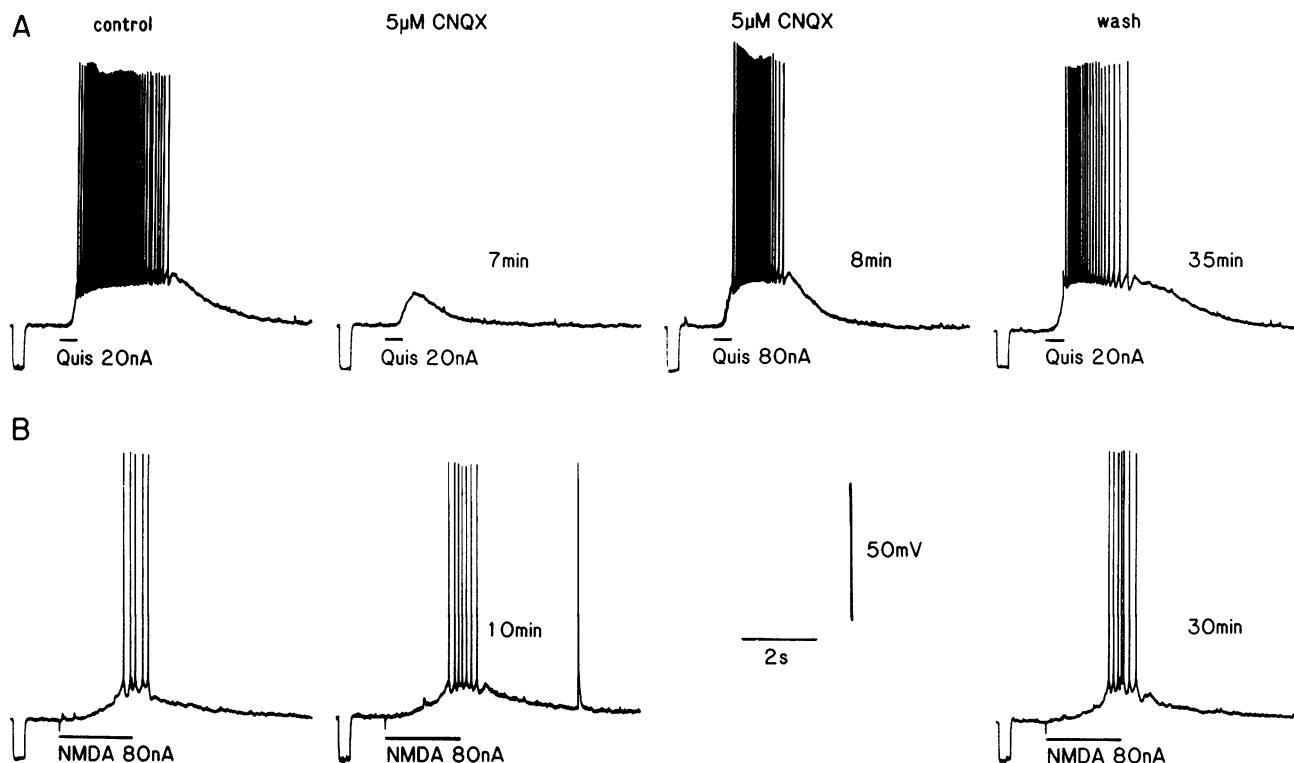 A
control
5µM CNQX
5µM CNQX
wash
7min
8min
35min
Quis 20nA
Quis 20nA
Quis 80nA
Quis 20nA
B
50mV
10min
30min
2s
NMDA 80nA
NMDA 80nA
NMDA 80nA